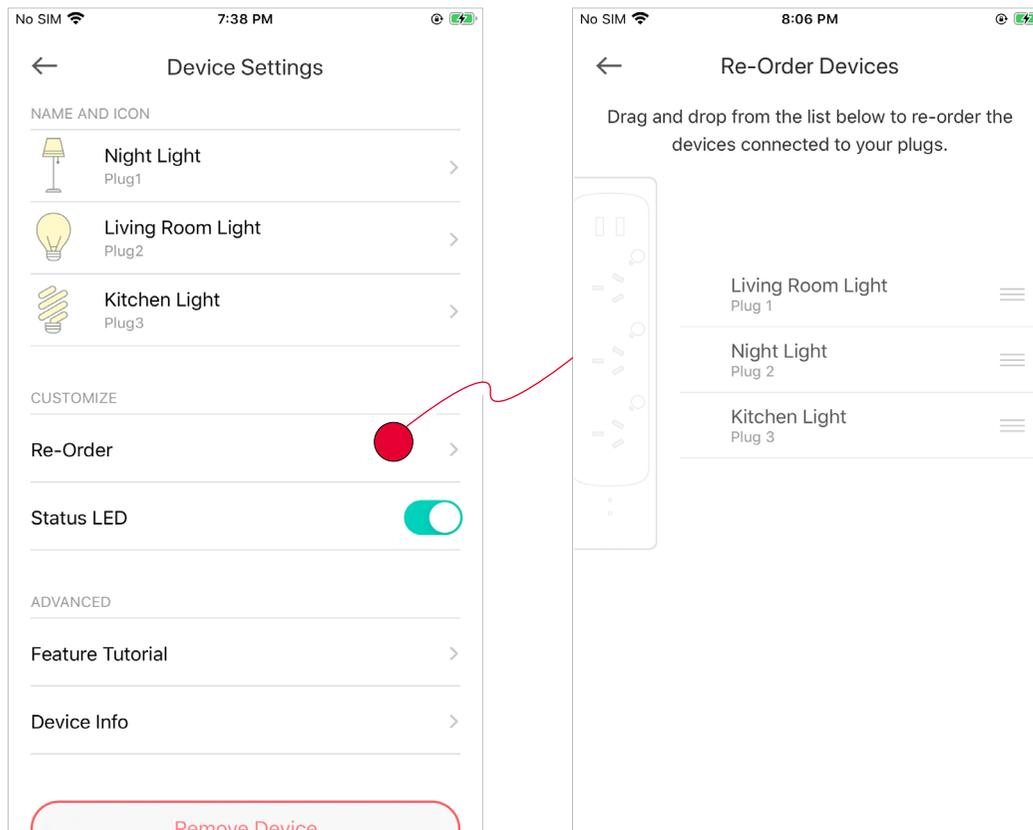 No SIM 7:38 PM
Device Settings
NAME AND ICON
Night Light
Plug1
Living Room Light
Plug2
Kitchen Light
Plug3
CUSTOMIZE
Re-Order
Status LED
ADVANCED
Feature Tutorial
Device Info
Remove Device
No SIM 8:06 PM
Re-Order Devices
Drag and drop from the list below to re-order the
devices connected to your plugs.
Living Room Light
Plug 1
Night Light
Plug 2
Kitchen Light
Plug 3